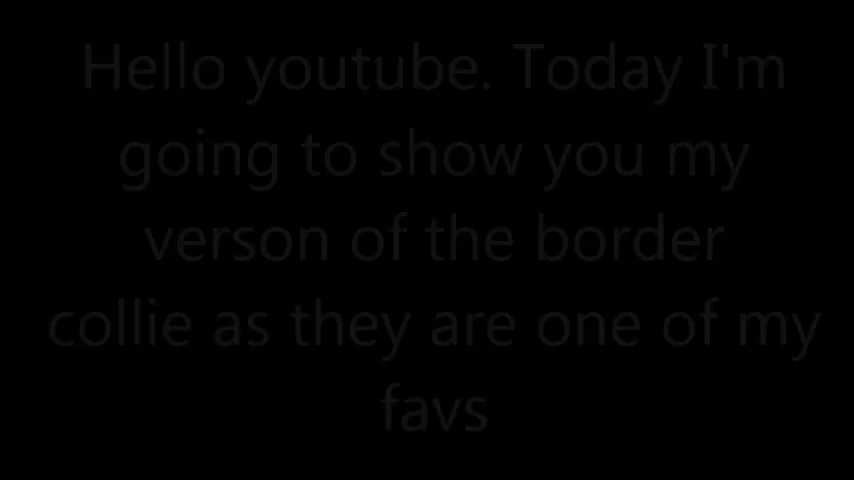 Hello youtube. Today I'm
going to show you my
verson of the border
collie as they are one of my
favs